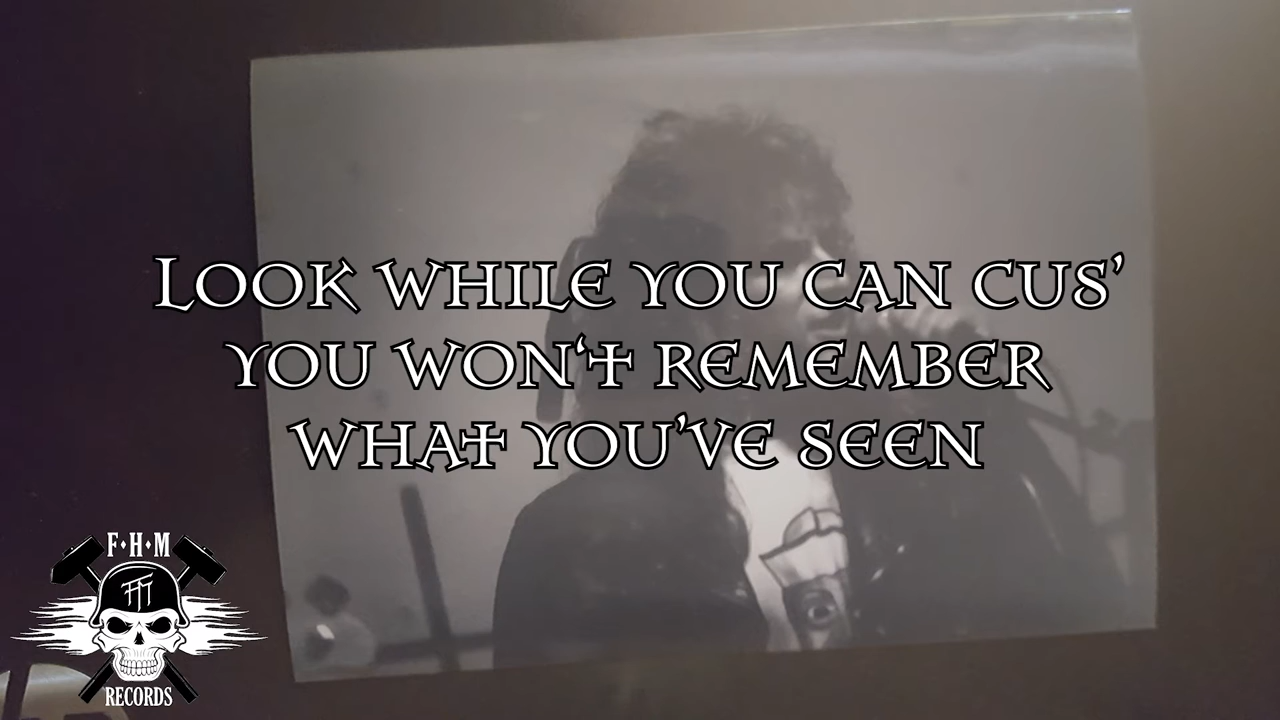 Look while you can cus’
you won‘t remember
what you’ve seen
F·H·M
RECORDS